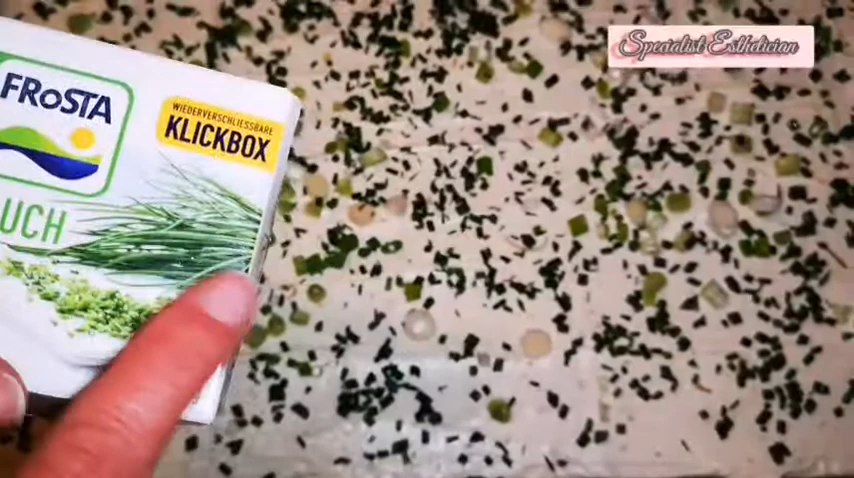 Specialist Esthetician
FRoSTA
WIEDERVERSCHLIESSBARE
KLICKBOX
UCH